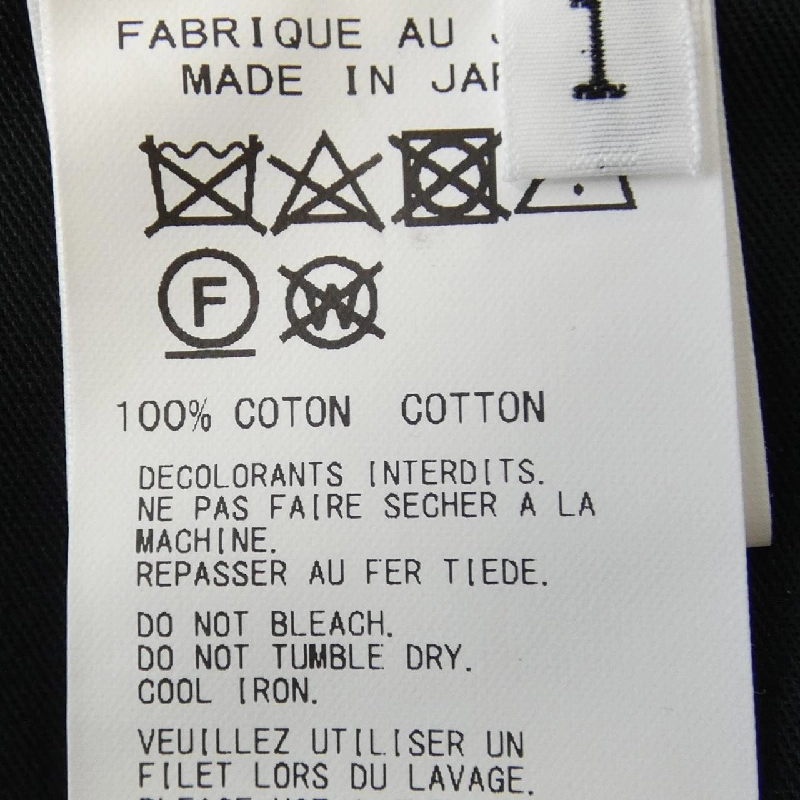 1
FABRIQUE AU
MADE IN
F
W
100% COTON COTTON
DECOLORANTS INTERDITS.
NE PAS FAIRE SECHER A LA
MACHINE.
REPASSER AU FER TIEDE.
DO NOT BLEACH.
DO NOT TUMBLE DRY.
COOL IRON.
VEUILLEZ UTILISER UN
FILET LORS DU LAVAGE.